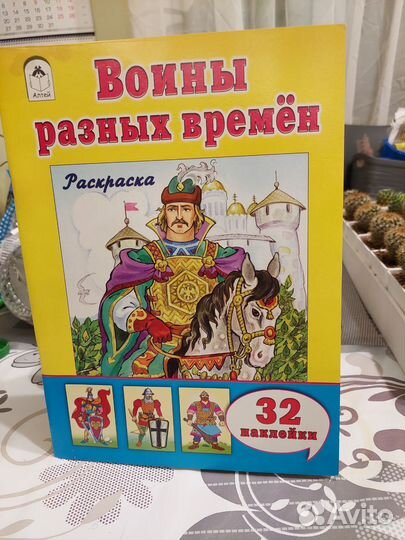 Алтей
Воины
разных времён
Раскраска
32
наклейки
Avito